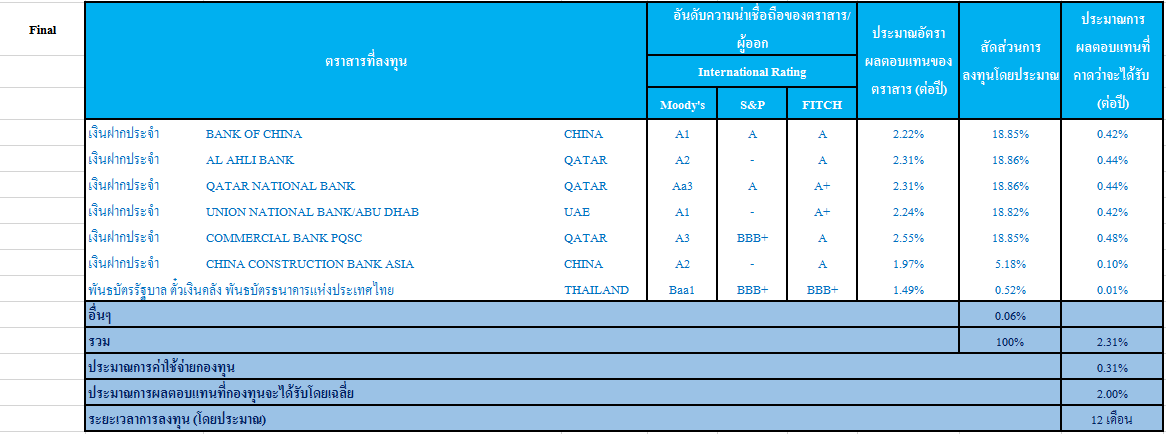 Final
ตราสารที่ลงทุน
อันดับความน่าเชื่อถือของตราสาร/
ผู้ออก
International Rating
Moody's S&P FITCH
ประมาณอัตรา
ผลตอบแทนของ
ตราสาร (ต่อปี)
สัดส่วนการ
ลงทุนโดยประมาณ
ประมาณการ
ผลตอบแทนที่
คาดว่าจะได้รับ
(ต่อปี)
เงินฝากประจำ BANK OF CHINA CHINA A1 A A 2.22% 18.85% 0.42%
เงินฝากประจำ AL AHLI BANK QATAR A2 - A 2.31% 18.86% 0.44%
เงินฝากประจำ QATAR NATIONAL BANK QATAR Aa3 A A+ 2.31% 18.86% 0.44%
เงินฝากประจำ UNION NATIONAL BANK/ABU DHAB UAE A1 - A+ 2.24% 18.82% 0.42%
เงินฝากประจำ COMMERCIAL BANK PQSC QATAR A3 BBB+ A 2.55% 18.85% 0.48%
เงินฝากประจำ CHINA CONSTRUCTION BANK ASIA CHINA A2 - A 1.97% 5.18% 0.10%
พันธบัตรรัฐบาล ตั๋วเงินคลัง พันธบัตรธนาคารแห่งประเทศไทย THAILAND Baa1 BBB+ BBB+ 1.49% 0.52% 0.01%
อื่นๆ 0.06%
รวม 100% 2.31%
ประมาณการค่าใช้จ่ายกองทุน 0.31%
ประมาณการผลตอบแทนที่กองทุนจะได้รับโดยเฉลี่ย 2.00%
ระยะเวลาการลงทุน (โดยประมาณ) 12 เดือน